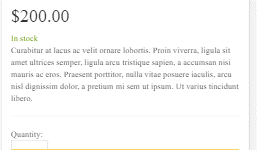 $200.00
In stock
Curabitur at lacus ac velit ornare lobortis. Proin viverra, ligula sit
amet ultrices semper, ligula arcu tristique sapien, a accumsan nisi
mauris ac eros. Praesent porttitor, nulla vitae posuere iaculis, arcu
nisl dignissim dolor, a pretium mi sem ut ipsum. Ut varius tincidunt
libero.
Quantity: